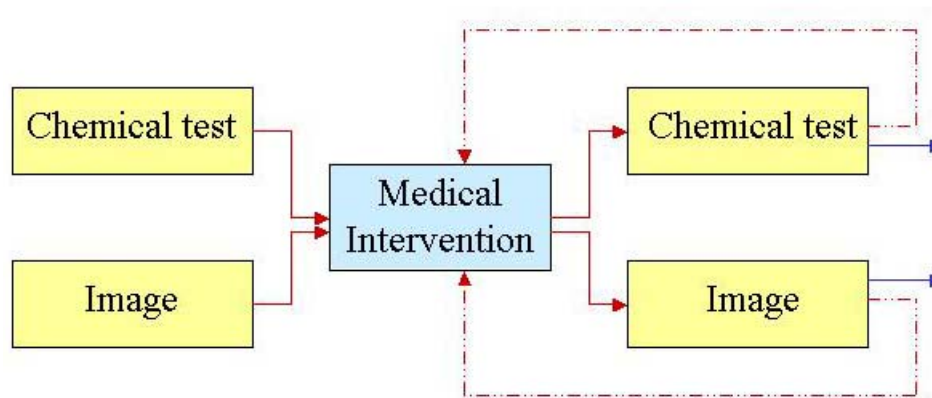 Chemical test
Image
Medical
Intervention
Chemical test
Image